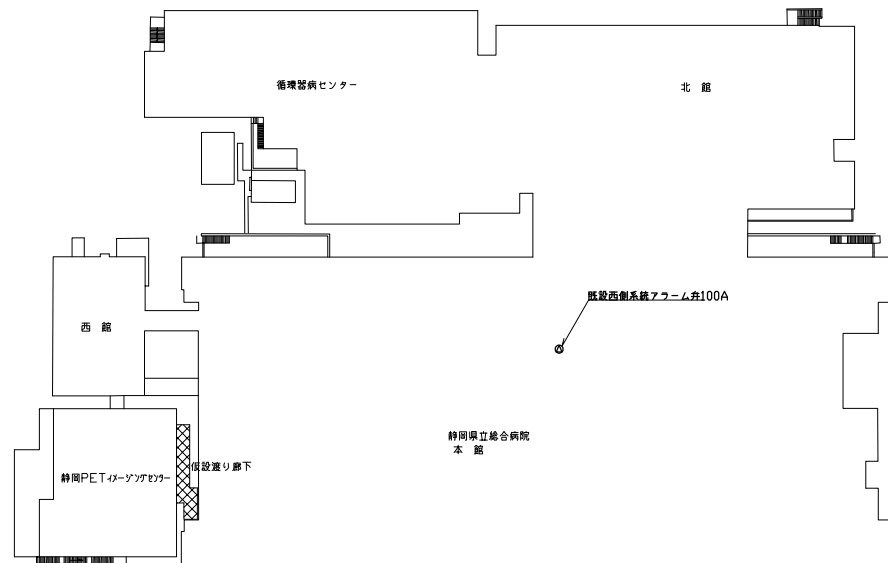 循環器病センター
北　館
既設西側系統アラーム弁100A
西　館
静岡県立総合病院
本　館
仮設渡り廊下
静岡PETイメージングセンター